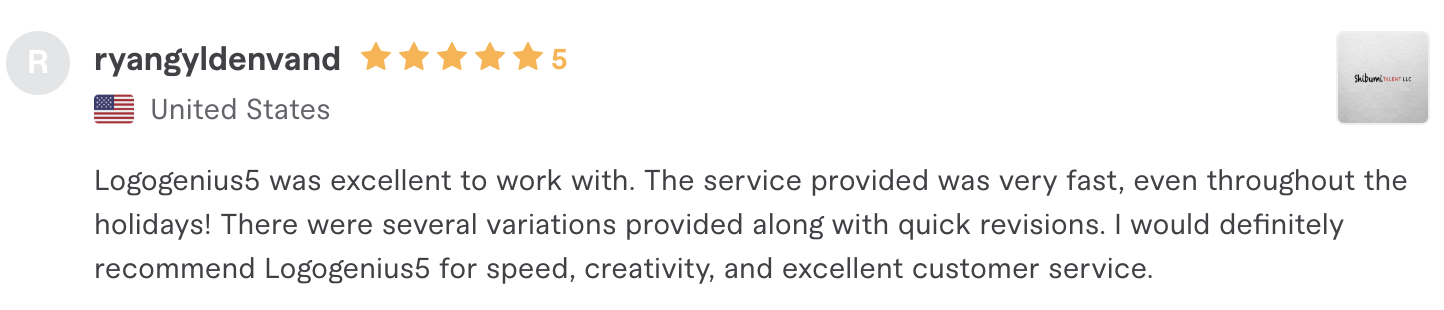 R
ryangyldenvand 5
United States
Shibumi TALENT LLC
Logogenius5 was excellent to work with. The service provided was very fast, even throughout the
holidays! There were several variations provided along with quick revisions. I would definitely
recommend Logogenius5 for speed, creativity, and excellent customer service.